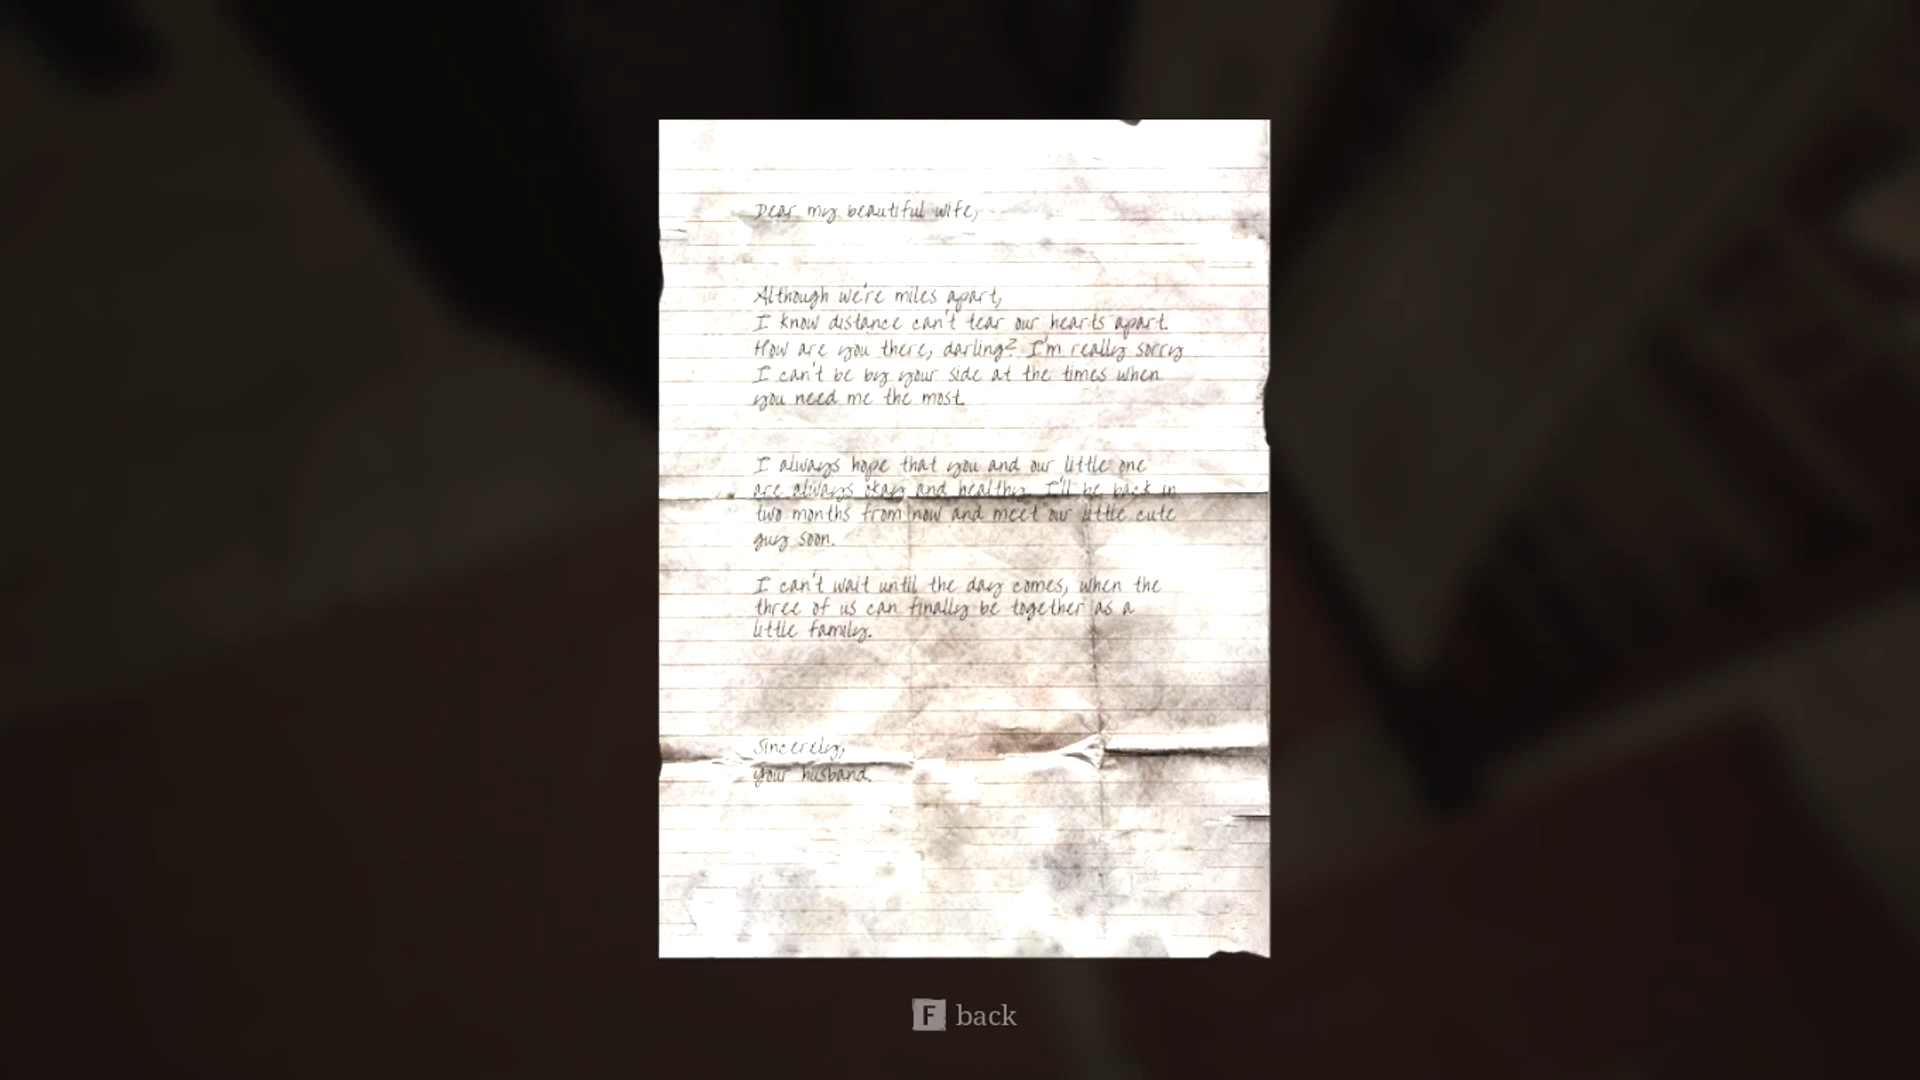 Dear my beautiful wife,
Although we're miles apart,
I know distance can't tear our hearts apart.
How are you there, darling? I'm really sorry
I can't be by your side at the times when
you need me the most.
I always hope that you and our little one
are always okay and healthy. I'll be back in
two months from now and meet our little cute
guy soon.
I can't wait until the day comes, when the
three of us can finally be together as a
little family.
Sincerely,
your husband.
F back